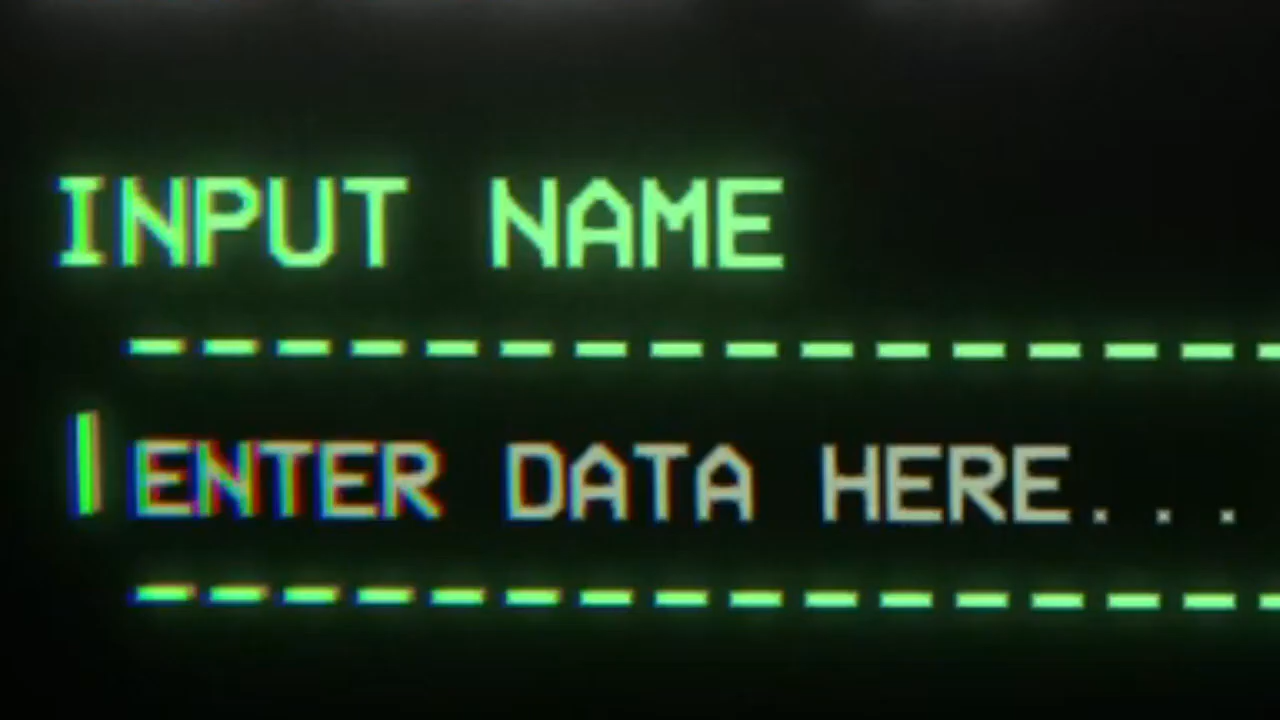 INPUT NAME
- - - - - - - - - - - - - - - -
ENTER DATA HERE...
- - - - - - - - - - - - - - - -